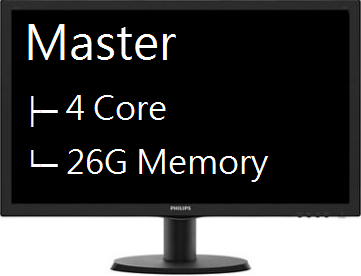 Master
├─ 4 Core
└─ 26G Memory
PHILIPS